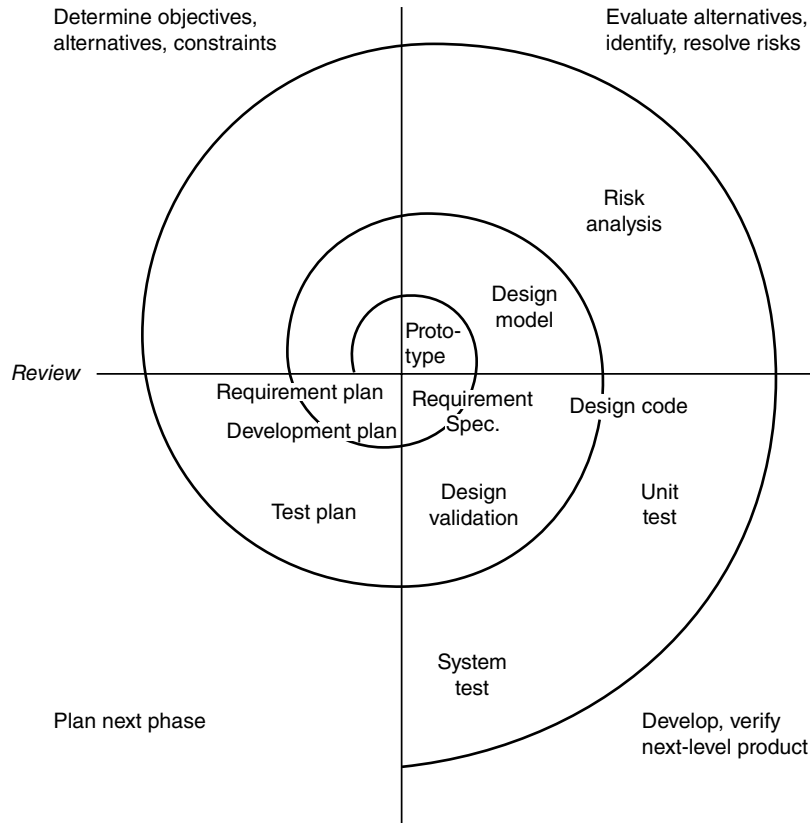 Determine objectives,
alternatives, constraints
Evaluate alternatives,
identify, resolve risks
Risk
analysis
Design
model
Proto-
type
Review
Requirement plan
Requirement
Spec.
Design code
Development plan
Test plan
Design
validation
Unit
test
System
test
Plan next phase
Develop, verify
next-level product